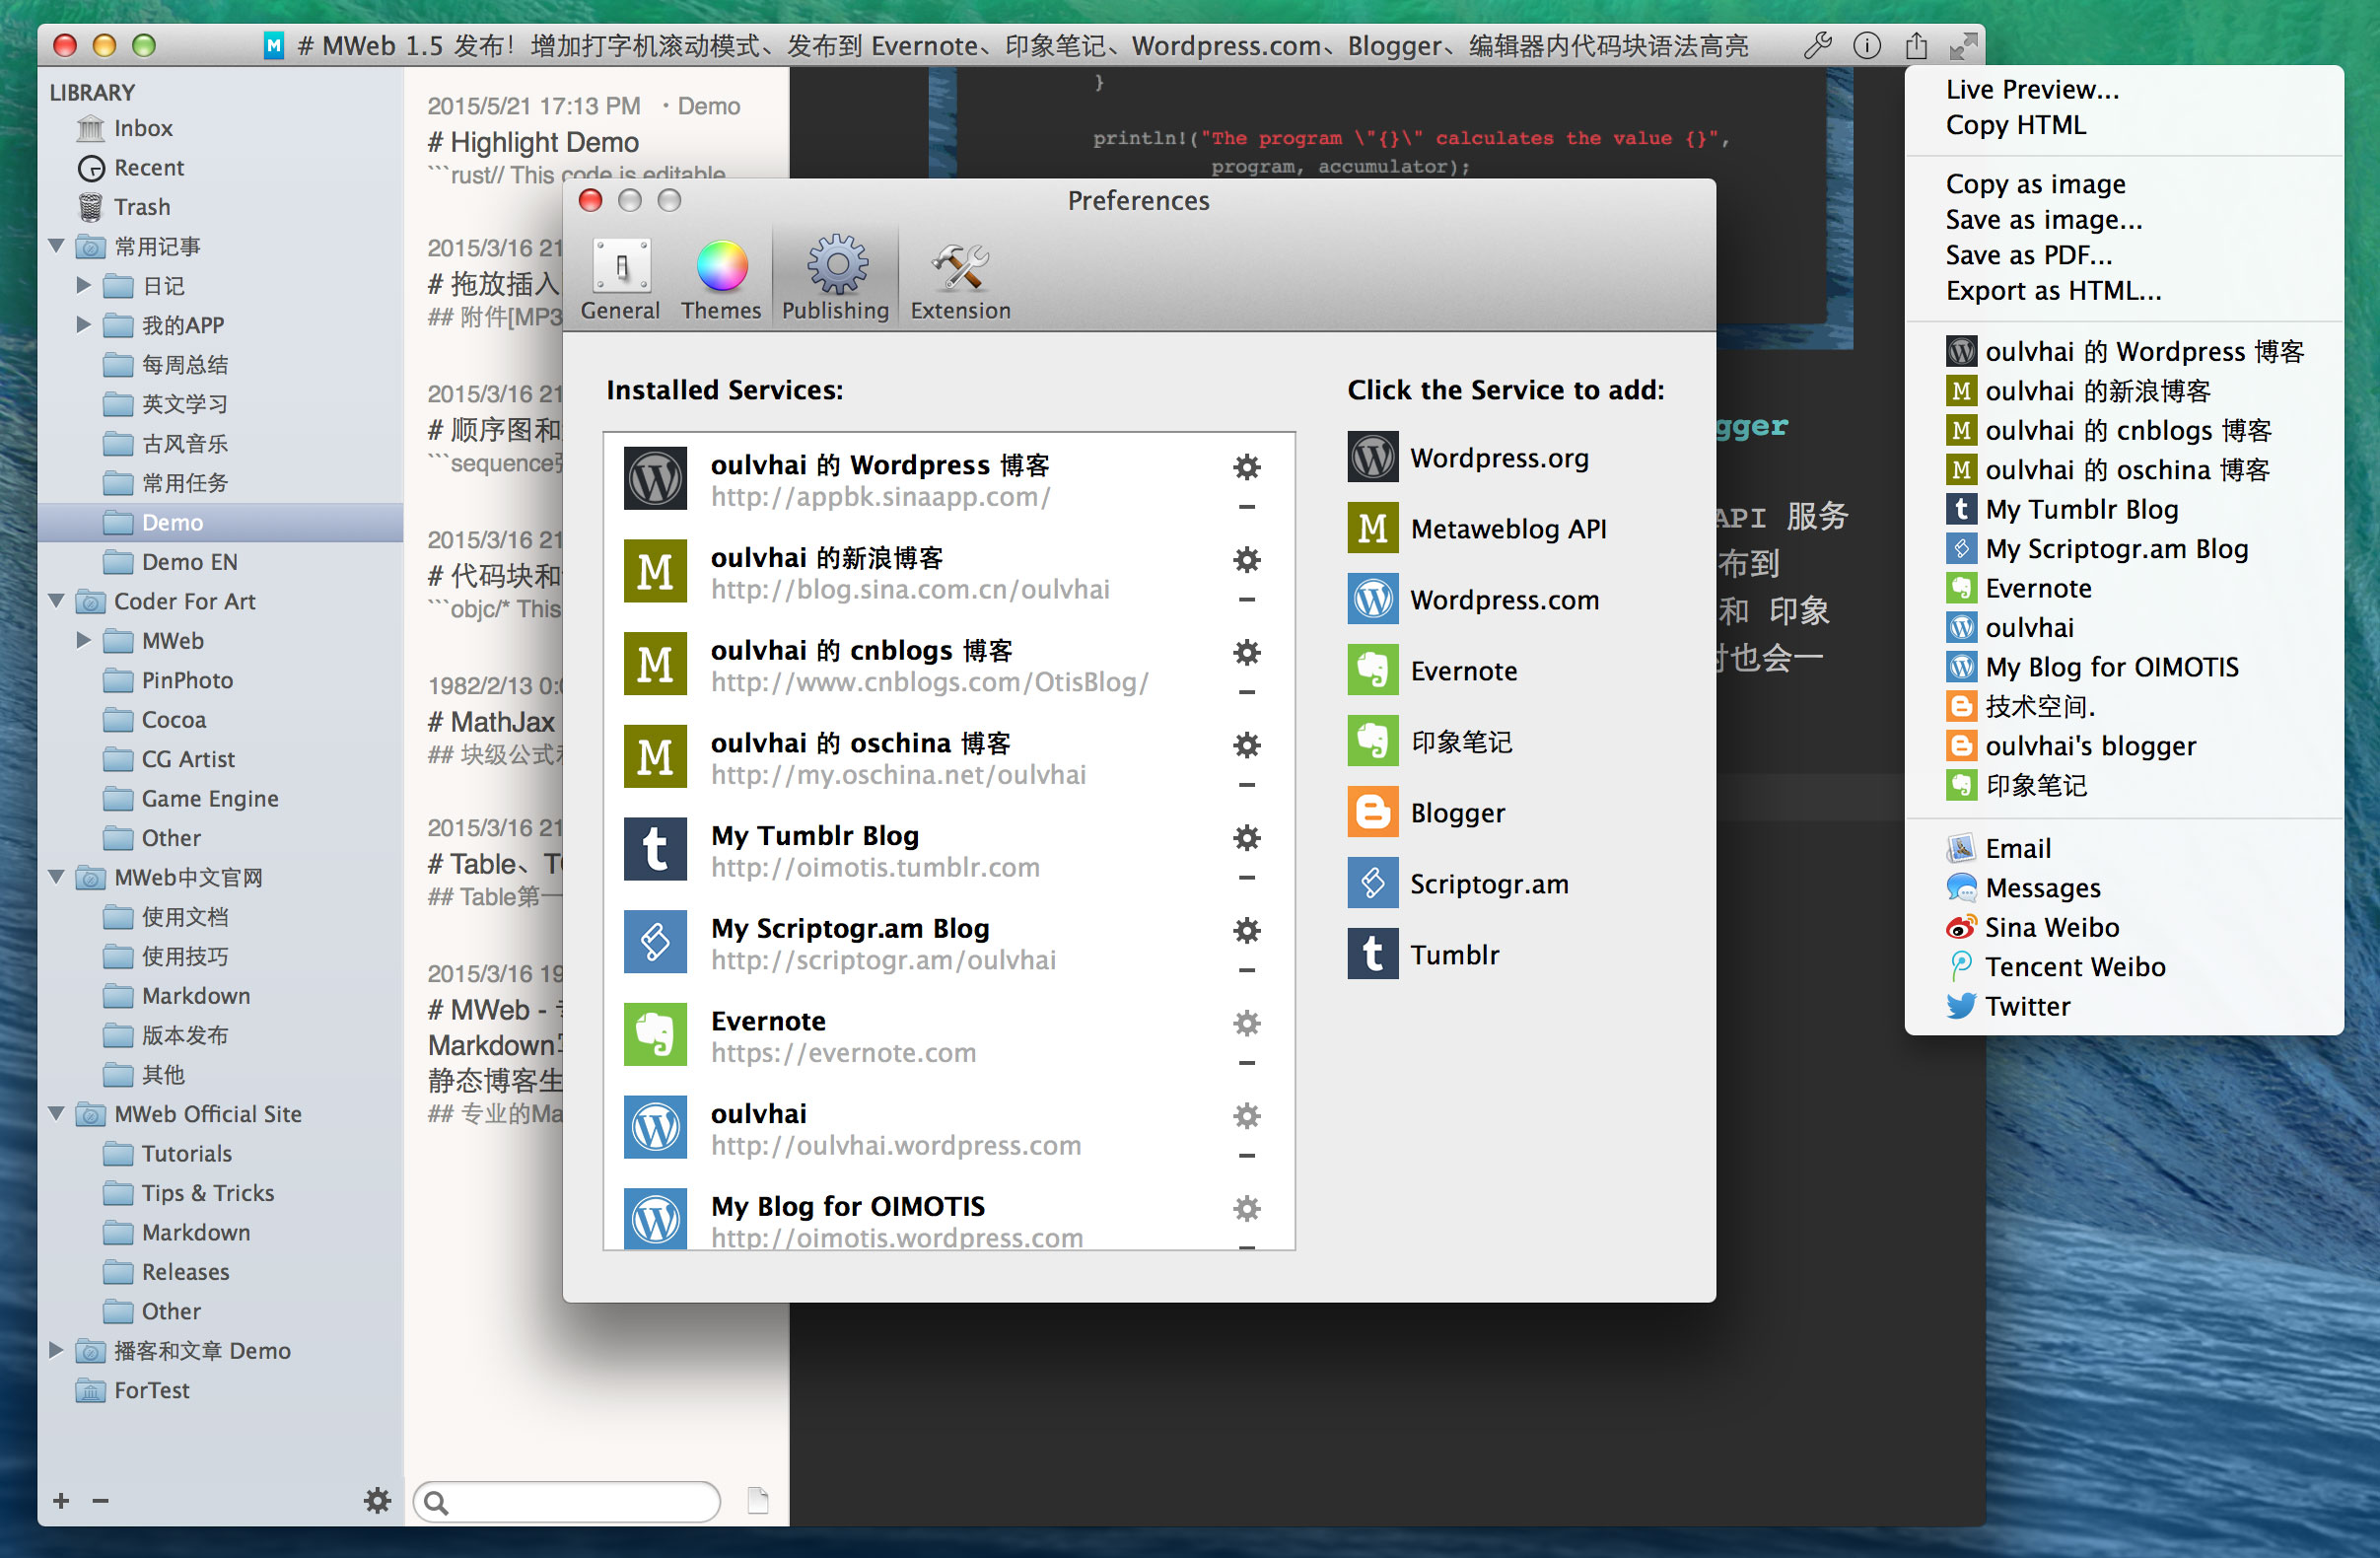 # MWeb 1.5 发布！增加打字机滚动模式、发布到 Evernote、印象笔记、Wordpress.com、Blogger、编辑器内代码块语法高亮
LIBRARY
Inbox
Recent
Trash
常用记事
日记
我的APP
每周总结
英文学习
古风音乐
常用任务
Demo
Demo EN
Coder For Art
MWeb
PinPhoto
Cocoa
CG Artist
Game Engine
Other
MWeb中文官网
使用文档
使用技巧
Markdown
版本发布
其他
MWeb Official Site
Tutorials
Tips & Tricks
Markdown
Releases
Other
播客和文章 Demo
ForTest
2015/5/21 17:13 PM ・Demo
# Highlight Demo
```rust// This code is editable
2015/3/16 21
# 拖放插入
## 附件[MP3
2015/3/16 21
# 顺序图和
```sequence
2015/3/16 21
# 代码块和
```objc/* This
1982/2/13 0:0
# MathJax
## 块级公式
2015/3/16 21
# Table、T
## Table第一
2015/3/16 19
# MWeb -
Markdown
静态博客生
## 专业的Ma
}
println!("The program \"{}\" calculates the value {}",
program, accumulator);
gger
API 服务
布到
和 印象
时也会一
Preferences
General
Themes
Publishing
Extension
Installed Services:
oulvhai 的 Wordpress 博客
http://appbk.sinaapp.com/
oulvhai 的新浪博客
http://blog.sina.com.cn/oulvhai
oulvhai 的 cnblogs 博客
http://www.cnblogs.com/OtisBlog/
oulvhai 的 oschina 博客
http://my.oschina.net/oulvhai
My Tumblr Blog
http://oimotis.tumblr.com
My Scriptogr.am Blog
http://scriptogr.am/oulvhai
Evernote
https://evernote.com
oulvhai
http://oulvhai.wordpress.com
My Blog for OIMOTIS
http://oimotis.wordpress.com
Click the Service to add:
Wordpress.org
Metaweblog API
Wordpress.com
Evernote
印象笔记
Blogger
Scriptogr.am
Tumblr
Live Preview...
Copy HTML
Copy as image
Save as image...
Save as PDF...
Export as HTML...
oulvhai 的 Wordpress 博客
oulvhai 的新浪博客
oulvhai 的 cnblogs 博客
oulvhai 的 oschina 博客
My Tumblr Blog
My Scriptogr.am Blog
Evernote
oulvhai
My Blog for OIMOTIS
技术空间.
oulvhai's blogger
印象笔记
Email
Messages
Sina Weibo
Tencent Weibo
Twitter